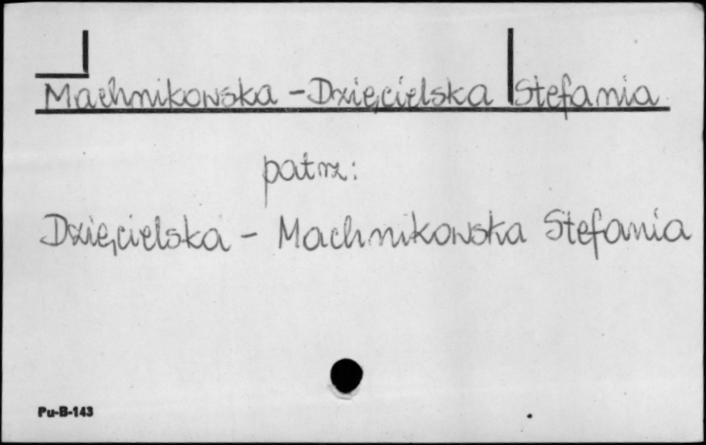 Machnikowska - Dzięcielska Stefania
patrz:
Dzięcielska - Machnikowska Stefania
Pu-B-143